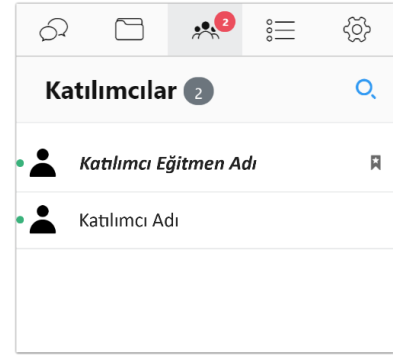 2
Katılımcılar 2
Katılımcı Eğitmen Adı
Katılımcı Adı